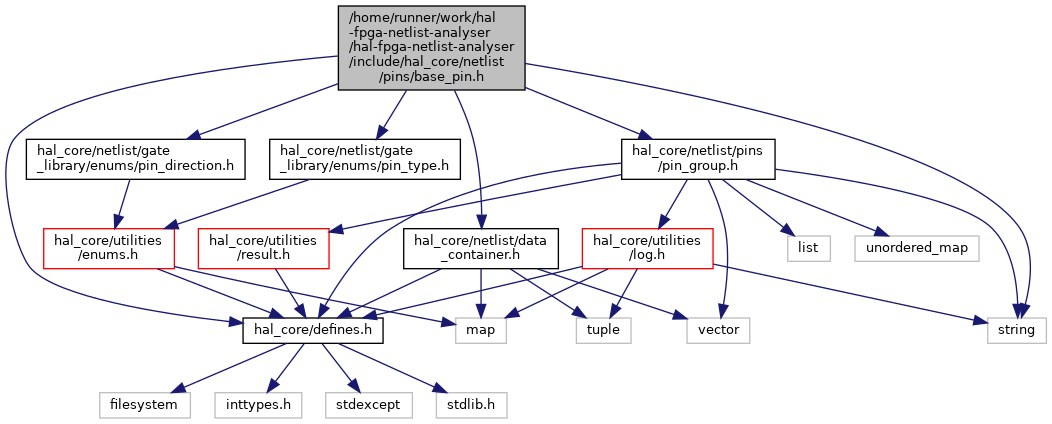 /home/runner/work/hal
-fpga-netlist-analyser
/hal-fpga-netlist-analyser
/include/hal_core/netlist
/pins/base_pin.h
hal_core/netlist/gate
_library/enums/pin_direction.h
hal_core/netlist/gate
_library/enums/pin_type.h
hal_core/netlist/pins
/pin_group.h
hal_core/utilities
/enums.h
hal_core/utilities
/result.h
hal_core/netlist/data
_container.h
hal_core/utilities
/log.h
list
unordered_map
hal_core/defines.h
map
tuple
vector
string
filesystem
inttypes.h
stdexcept
stdlib.h